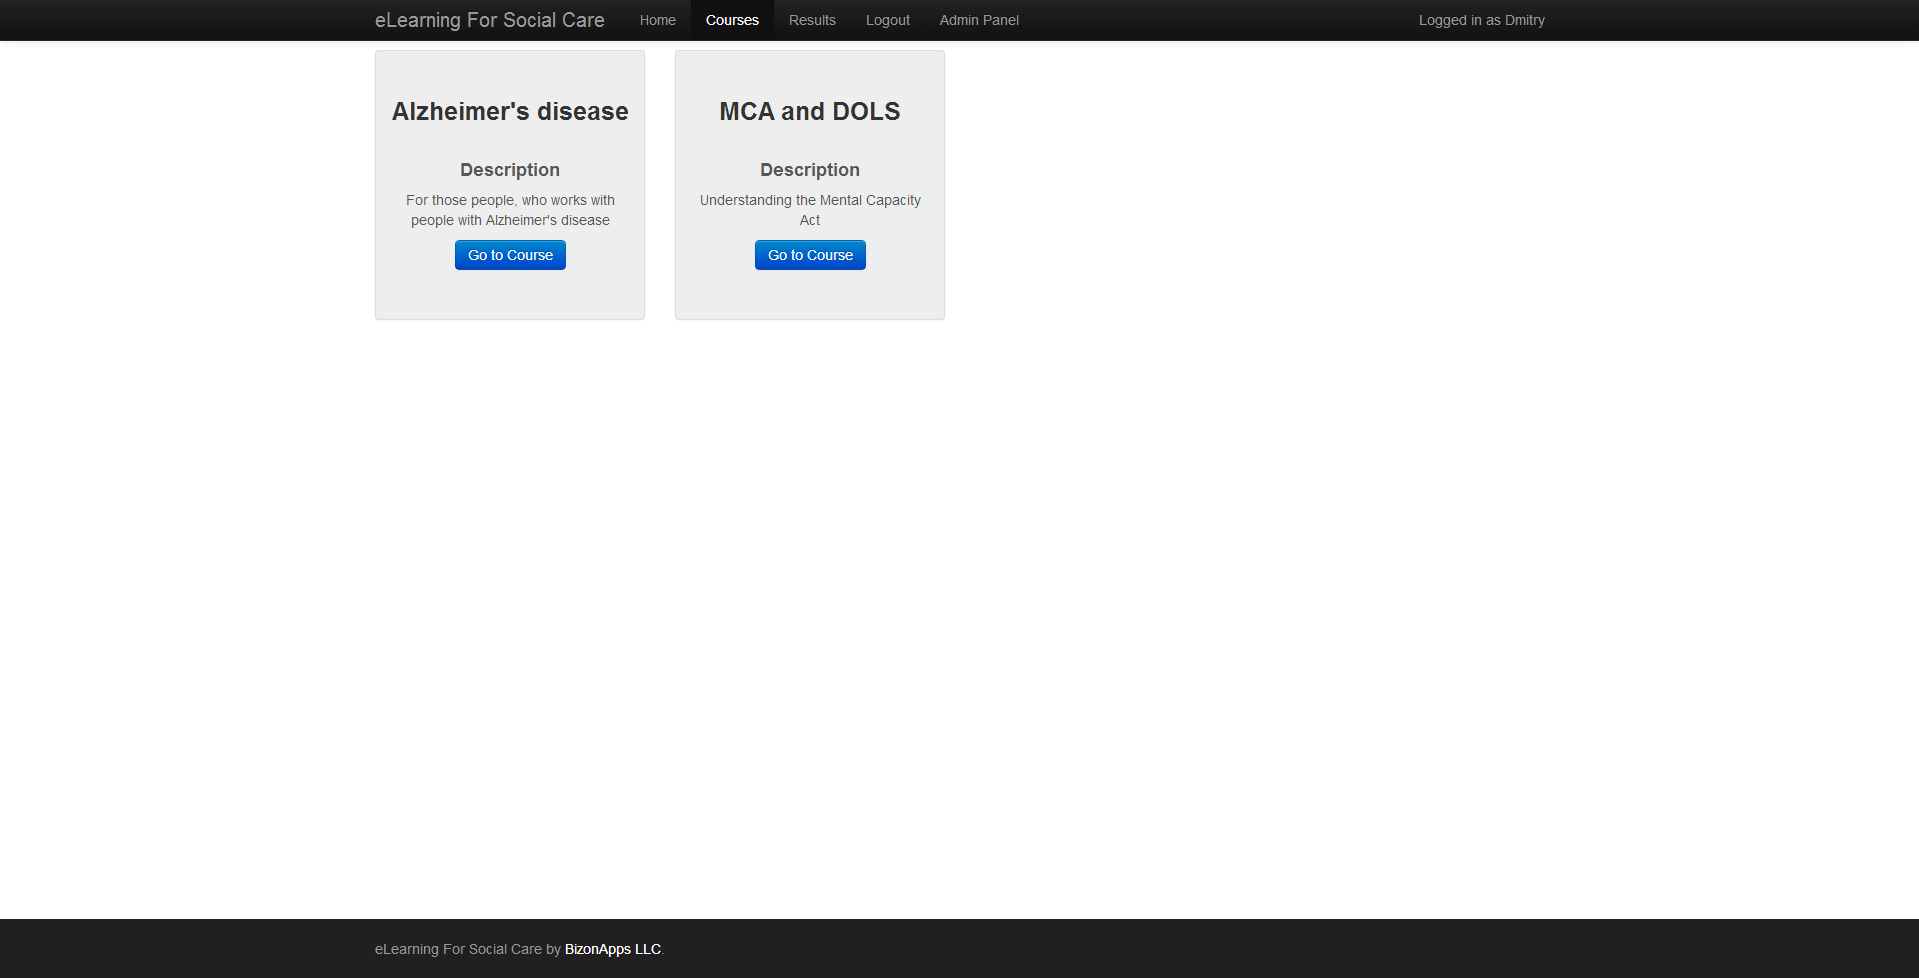 eLearning For Social Care Home Courses Results Logout Admin Panel Logged in as Dmitry
Alzheimer's disease
Description
For those people, who works with
people with Alzheimer's disease
Go to Course
MCA and DOLS
Description
Understanding the Mental Capacity
Act
Go to Course
eLearning For Social Care by BizonApps LLC.